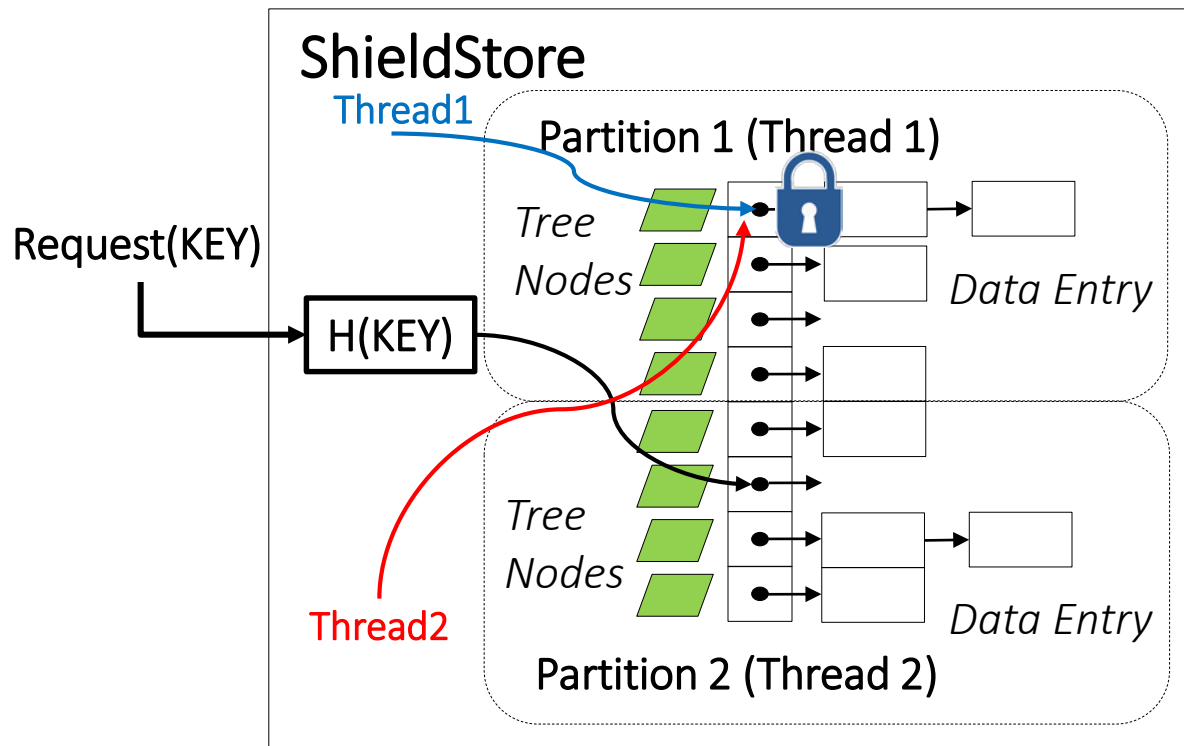 ShieldStore
Thread1
Partition 1 (Thread 1)
Tree
Nodes
Data Entry
Request(KEY)
H(KEY)
Tree
Nodes
Thread2
Data Entry
Partition 2 (Thread 2)